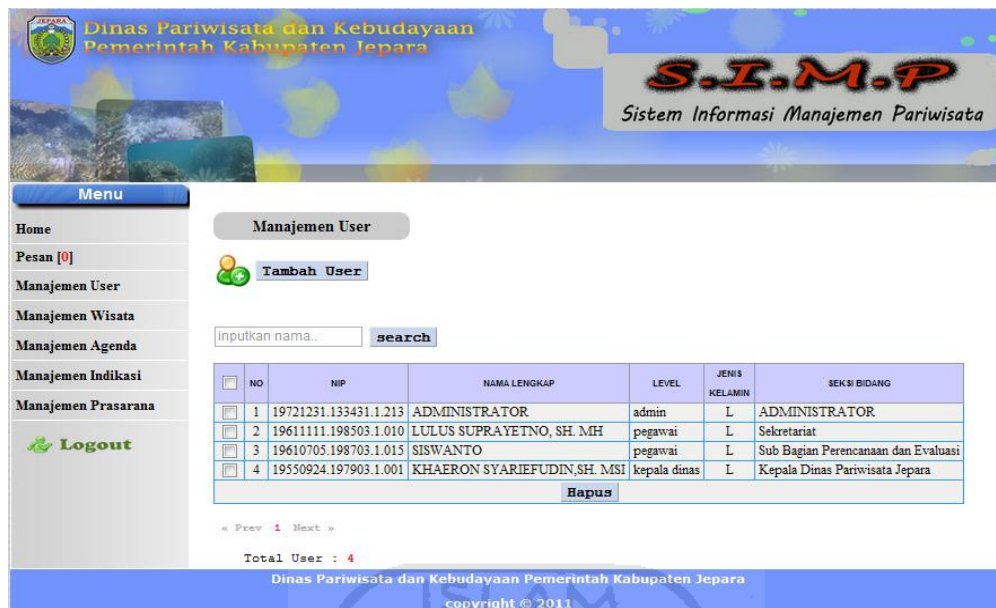 JEPARA
Dinas Pariwisata dan Kebudayaan
Pemerintah Kabupaten Jepara
S.I.M.P
Sistem Informasi Manajemen Pariwisata
Menu
Home
Pesan [0]
Manajemen User
Manajemen Wisata
Manajemen Agenda
Manajemen Indikasi
Manajemen Prasarana
Logout
Manajemen User
Tambah User
inputkan nama.. search
NO NIP NAMA LENGKAP LEVEL JENIS KELAMIN SEKSI BIDANG
1 19721231.133431.1.213 ADMINISTRATOR admin L ADMINISTRATOR
2 19611111.198503.1.010 LULUS SUPRAYETNO, SH. MH pegawai L Sekretariat
3 19610705.198703.1.015 SISWANTO pegawai L Sub Bagian Perencanaan dan Evaluasi
4 19550924.197903.1.001 KHAERON SYARIEFUDIN,SH. MSI kepala dinas L Kepala Dinas Pariwisata Jepara
Hapus
« Prev 1 Next »
Total User : 4
Dinas Pariwisata dan Kebudayaan Pemerintah Kabupaten Jepara
copyright © 2011
ISLAM